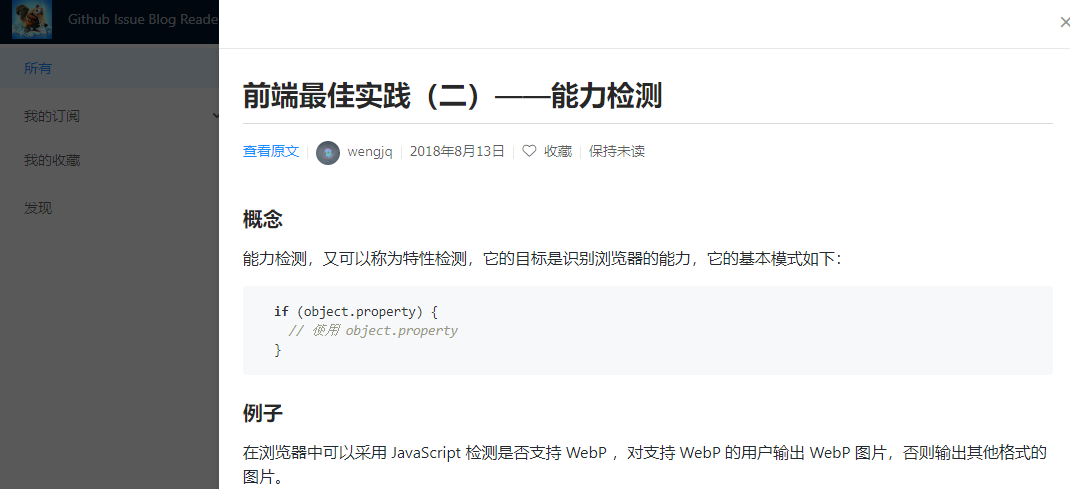 Github Issue Blog Reade
所有
我的订阅
我的收藏
发现
×
前端最佳实践（二）——能力检测
查看原文 wengjq 2018年8月13日 收藏 保持未读
概念
能力检测，又可以称为特性检测，它的目标是识别浏览器的能力，它的基本模式如下：
if (object.property) {
// 使用 object.property
}
例子
在浏览器中可以采用 JavaScript 检测是否支持 WebP ，对支持 WebP 的用户输出 WebP 图片，否则输出其他格式的
图片。